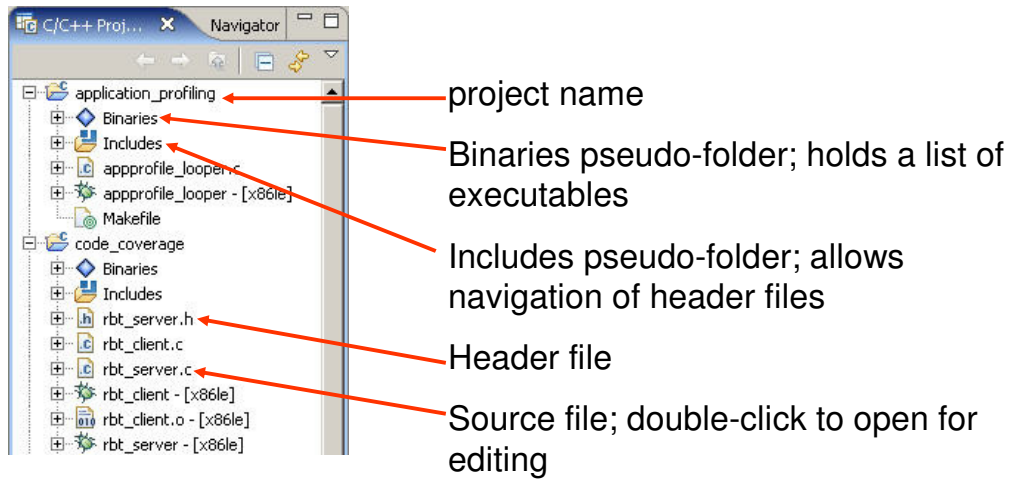 C/C++ Proj... Navigator
application_profiling
Binaries
Includes
appprofile_looper.c
appprofile_looper - [x86le]
Makefile
code_coverage
Binaries
Includes
rbt_server.h
rbt_client.c
rbt_server.c
rbt_client - [x86le]
rbt_client.o - [x86le]
rbt_server - [x86le]
project name
Binaries pseudo-folder; holds a list of
executables
Includes pseudo-folder; allows
navigation of header files
Header file
Source file; double-click to open for
editing